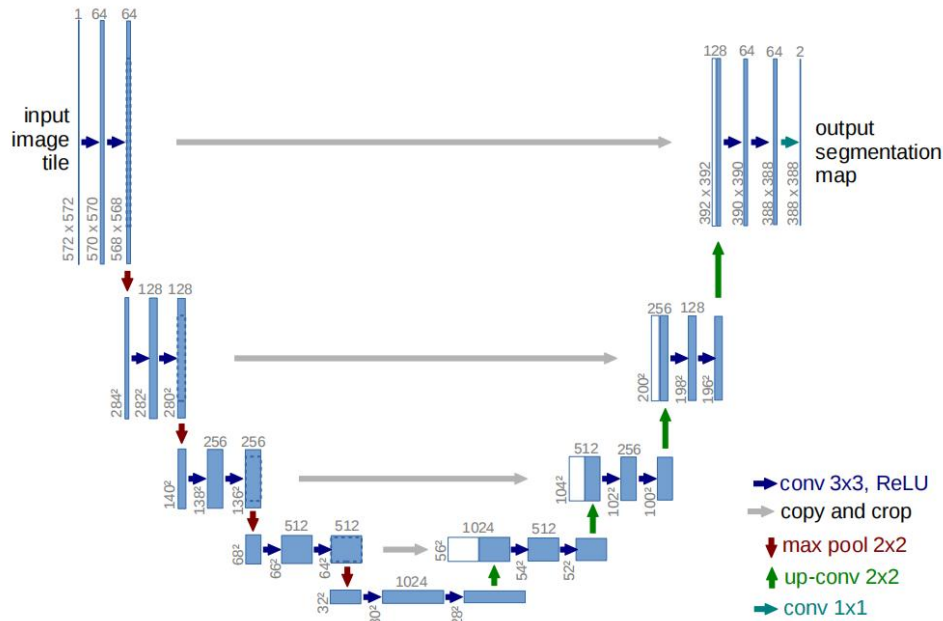 1 64 64
input
image
tile
572 x 572
570 x 570
568 x 568
128 64 64 2
output
segmentation
map
392 x 392
390 x 390
388 x 388
388 x 388
128 128
284²
282²
280²
256 128
200²
198²
196²
256 256
140²
138²
136²
512 256
104²
102²
100²
512 512
68²
66²
64²
1024 512
56²
54²
52²
1024
32²
30²
28²
conv 3x3, ReLU
copy and crop
max pool 2x2
up-conv 2x2
conv 1x1